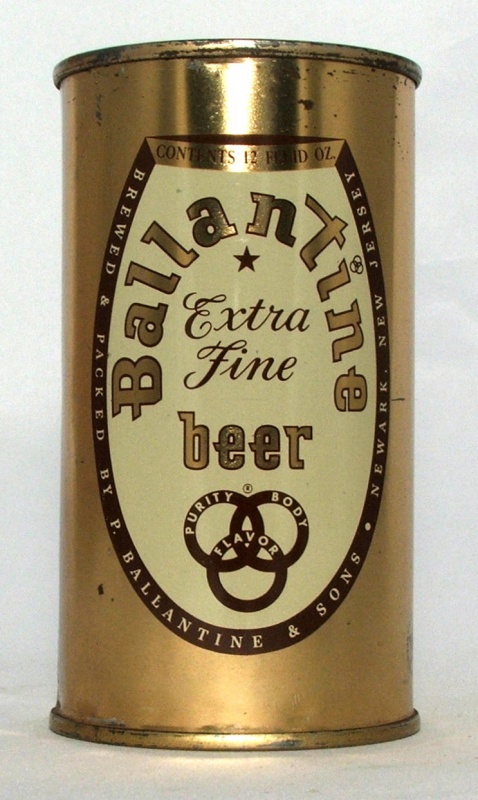 CONTENTS 12 FLUID OZ.
Ballantine
Extra
Fine
beer
®
PURITY BODY
FLAVOR
BREWED & PACKED BY P. BALLANTINE & SONS • NEWARK, NEW JERSEY